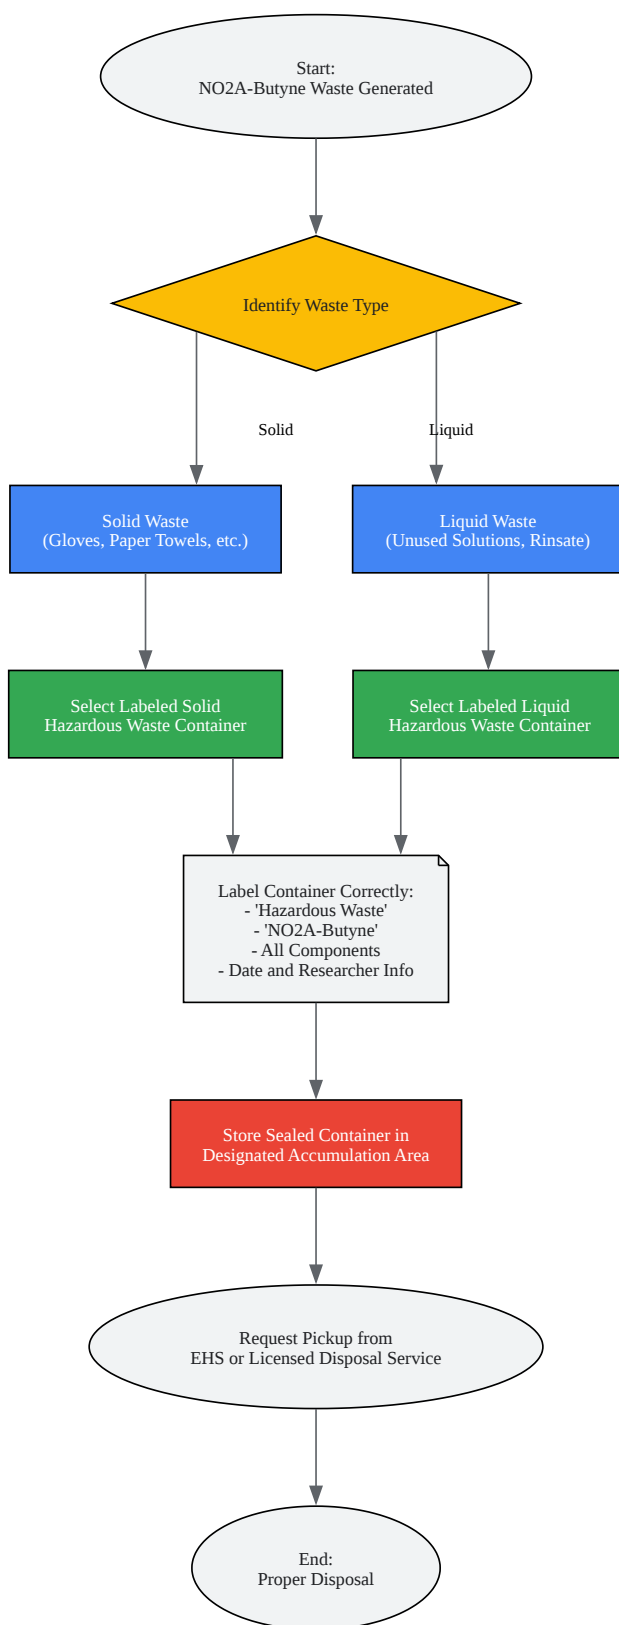 Start:
NO2A-Butyne Waste Generated
Identify Waste Type
Solid
Liquid
Solid Waste
(Gloves, Paper Towels, etc.)
Liquid Waste
(Unused Solutions, Rinsate)
Select Labeled Solid
Hazardous Waste Container
Select Labeled Liquid
Hazardous Waste Container
Label Container Correctly:
- 'Hazardous Waste'
- 'NO2A-Butyne'
- All Components
- Date and Researcher Info
Store Sealed Container in
Designated Accumulation Area
Request Pickup from
EHS or Licensed Disposal Service
End:
Proper Disposal